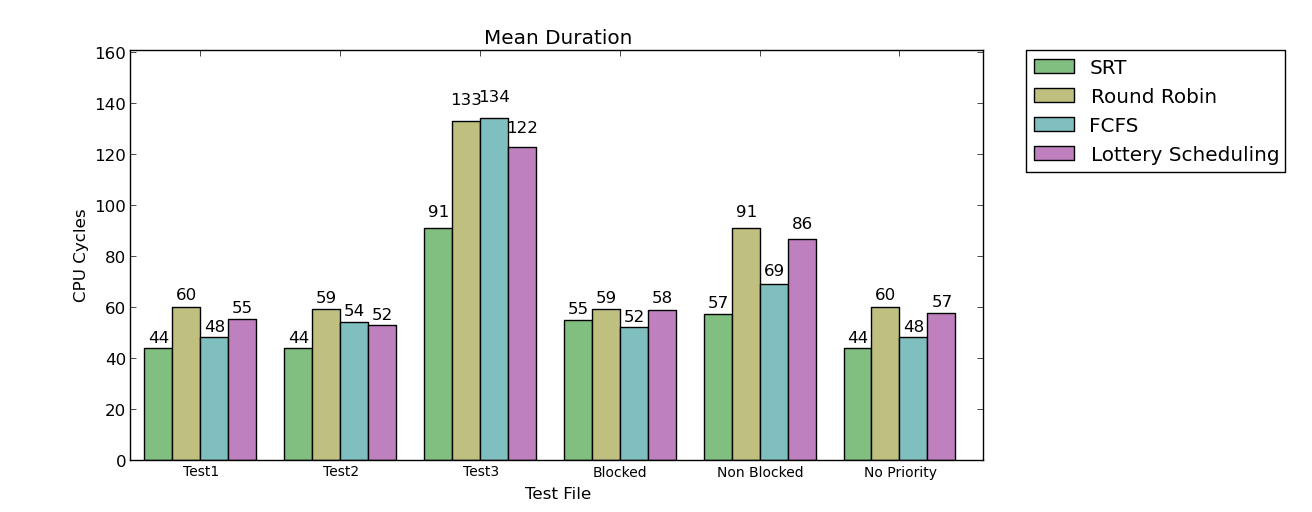 Mean Duration
160
140
120
100
80
60
40
20
0
CPU Cycles
44 60 48 55
44 59 54 52
91 133 134 122
55 59 52 58
57 91 69 86
44 60 48 57
Test1 Test2 Test3 Blocked Non Blocked No Priority
Test File
SRT
Round Robin
FCFS
Lottery Scheduling